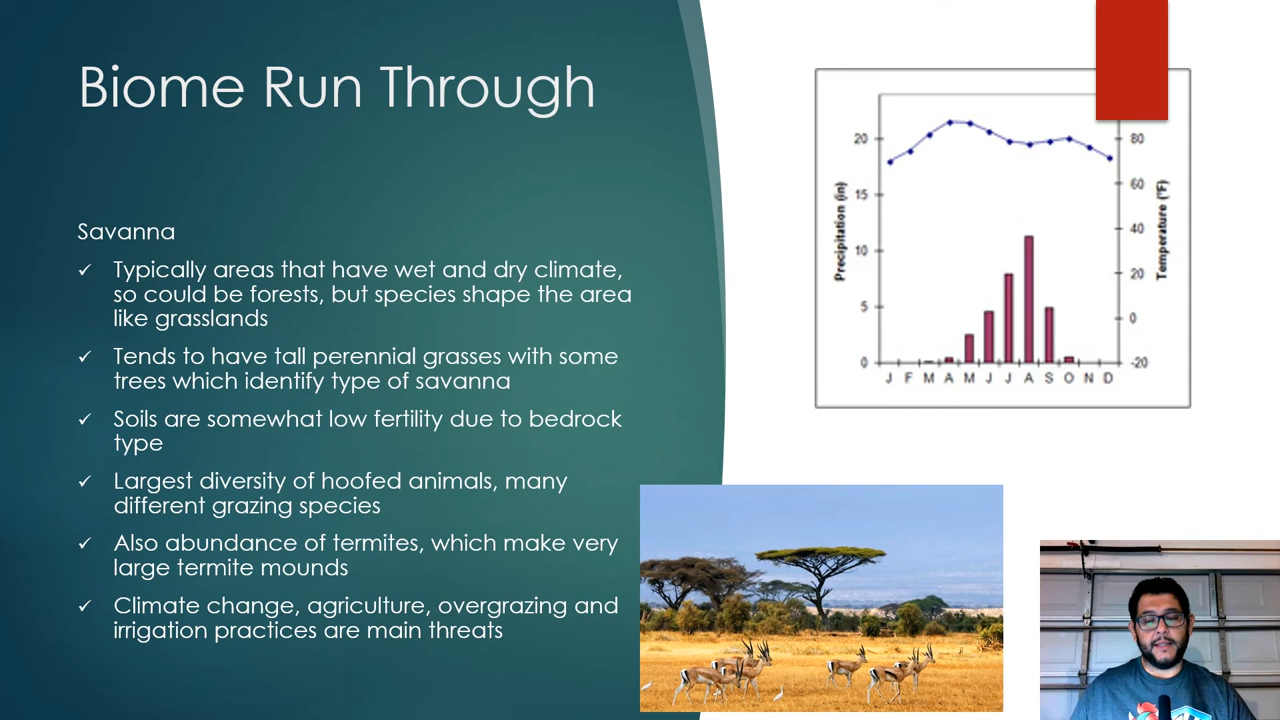 Biome Run Through
Savanna
✓ Typically areas that have wet and dry climate,
so could be forests, but species shape the area
like grasslands
✓ Tends to have tall perennial grasses with some
trees which identify type of savanna
✓ Soils are somewhat low fertility due to bedrock
type
✓ Largest diversity of hoofed animals, many
different grazing species
✓ Also abundance of termites, which make very
large termite mounds
✓ Climate change, agriculture, overgrazing and
irrigation practices are main threats
Precipitation (in)
20
15
10
5
0
J F M A M J J A S O N D
80
60
40
20
0
-20
Temperature (°F)